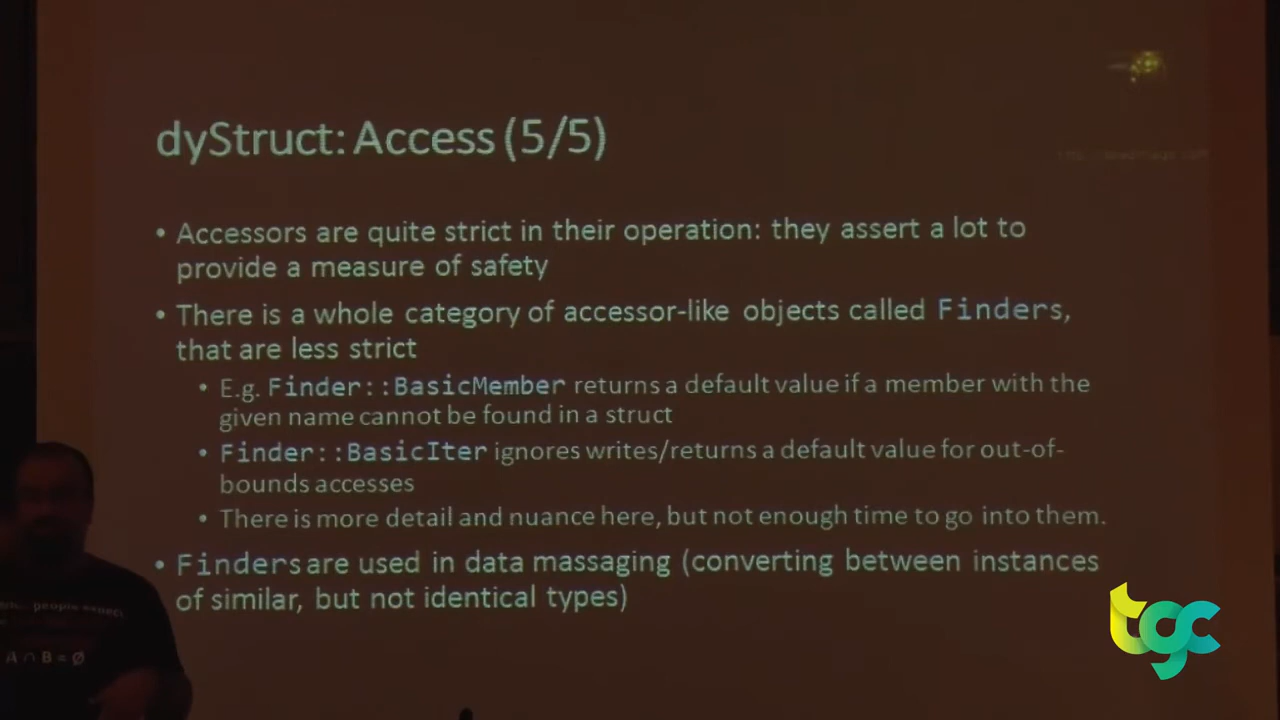 dyStruct: Access (5/5)
• Accessors are quite strict in their operation: they assert a lot to
provide a measure of safety
• There is a whole category of accessor-like objects called Finders,
that are less strict
• E.g. Finder::BasicMember returns a default value if a member with the
given name cannot be found in a struct
• Finder::BasicIter ignores writes/returns a default value for out-of-
bounds accesses
• There is more detail and nuance here, but not enough time to go into them.
• Finders are used in data massaging (converting between instances
of similar, but not identical types)
people expect
A ∩ B = Ø
tgc